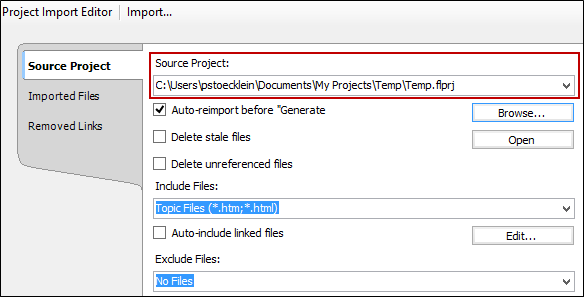 Project Import Editor Import...
Source Project
Imported Files
Removed Links
Source Project:
C:\Users\pstoecklein\Documents\My Projects\Temp\Temp.flprj
Auto-reimport before "Generate
Browse...
Delete stale files
Open
Delete unreferenced files
Include Files:
Topic Files (*.htm;*.html)
Auto-include linked files
Edit...
Exclude Files:
No Files